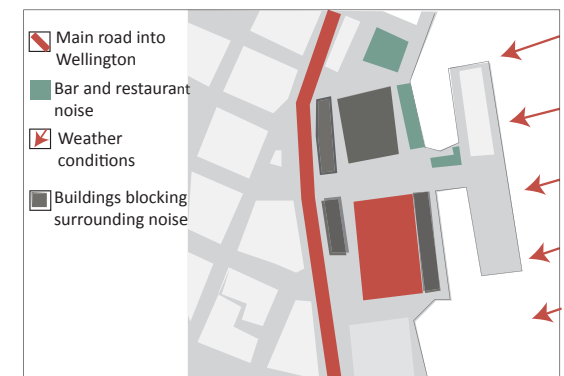 Main road into
Wellington
Bar and restaurant
noise
Weather
conditions
Buildings blocking
surrounding noise